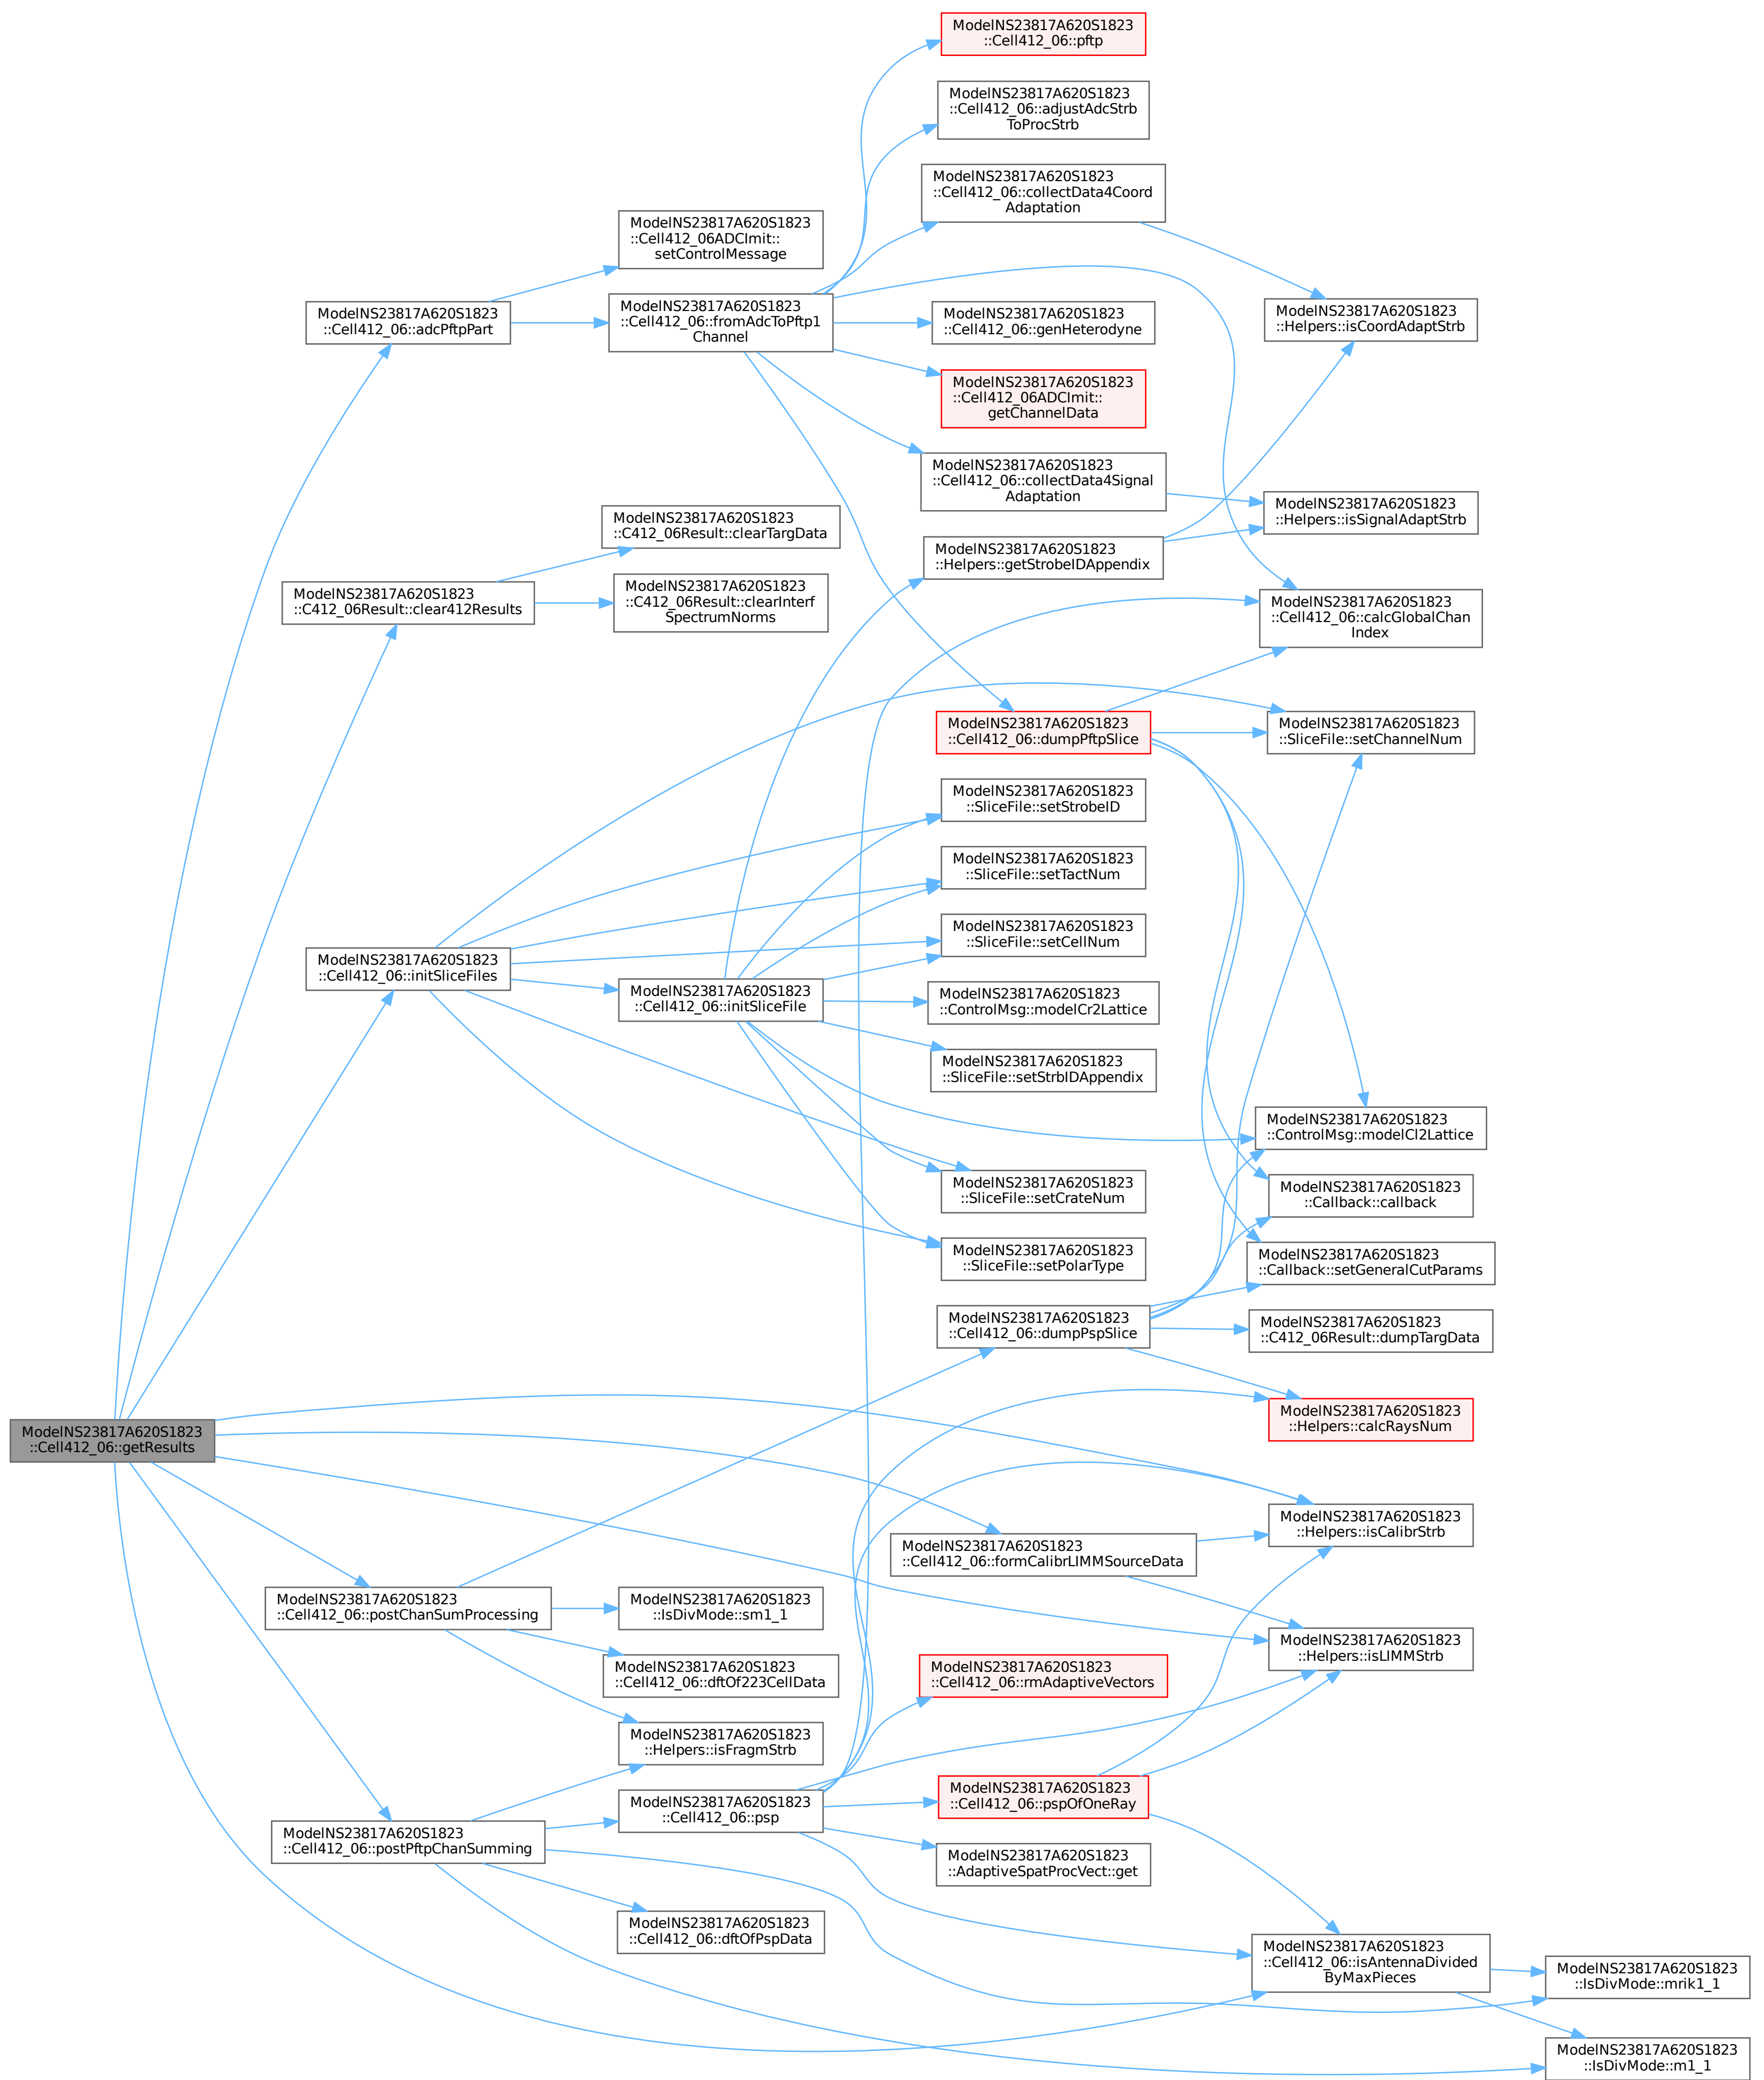 ModelNS23817A620S1823
::Cell412_06::pftp
ModelNS23817A620S1823
::Cell412_06::adjustAdcStrb
ToProcStrb
ModelNS23817A620S1823
::Cell412_06::collectData4Coord
Adaptation
ModelNS23817A620S1823
::Cell412_06ADCImit::
setControlMessage
ModelNS23817A620S1823
::Cell412_06::adcPftpPart
ModelNS23817A620S1823
::Cell412_06::fromAdcToPftp1
Channel
ModelNS23817A620S1823
::Cell412_06::genHeterodyne
ModelNS23817A620S1823
::Helpers::isCoordAdaptStrb
ModelNS23817A620S1823
::Cell412_06ADCImit::
getChannelData
ModelNS23817A620S1823
::Cell412_06::collectData4Signal
Adaptation
ModelNS23817A620S1823
::Helpers::isSignalAdaptStrb
ModelNS23817A620S1823
::C412_06Result::clearTargData
ModelNS23817A620S1823
::Helpers::getStrobeIDAppendix
ModelNS23817A620S1823
::C412_06Result::clear412Results
ModelNS23817A620S1823
::C412_06Result::clearInterf
SpectrumNorms
ModelNS23817A620S1823
::Cell412_06::calcGlobalChan
Index
ModelNS23817A620S1823
::Cell412_06::dumpPftpSlice
ModelNS23817A620S1823
::SliceFile::setChannelNum
ModelNS23817A620S1823
::SliceFile::setStrobeID
ModelNS23817A620S1823
::SliceFile::setTactNum
ModelNS23817A620S1823
::SliceFile::setCellNum
ModelNS23817A620S1823
::Cell412_06::initSliceFiles
ModelNS23817A620S1823
::Cell412_06::initSliceFile
ModelNS23817A620S1823
::ControlMsg::modelCr2Lattice
ModelNS23817A620S1823
::SliceFile::setStrbIDAppendix
ModelNS23817A620S1823
::ControlMsg::modelCl2Lattice
ModelNS23817A620S1823
::SliceFile::setCrateNum
ModelNS23817A620S1823
::Callback::callback
ModelNS23817A620S1823
::SliceFile::setPolarType
ModelNS23817A620S1823
::Callback::setGeneralCutParams
ModelNS23817A620S1823
::Cell412_06::dumpPspSlice
ModelNS23817A620S1823
::C412_06Result::dumpTargData
ModelNS23817A620S1823
::Helpers::calcRaysNum
ModelNS23817A620S1823
::Cell412_06::getResults
ModelNS23817A620S1823
::Cell412_06::formCalibrLIMMSourceData
ModelNS23817A620S1823
::Helpers::isCalibrStrb
ModelNS23817A620S1823
::Cell412_06::postChanSumProcessing
ModelNS23817A620S1823
::IsDivMode::sm1_1
ModelNS23817A620S1823
::Cell412_06::dftOf223CellData
ModelNS23817A620S1823
::Cell412_06::rmAdaptiveVectors
ModelNS23817A620S1823
::Helpers::isLIMMStrb
ModelNS23817A620S1823
::Helpers::isFragmStrb
ModelNS23817A620S1823
::Cell412_06::psp
ModelNS23817A620S1823
::Cell412_06::pspOfOneRay
ModelNS23817A620S1823
::Cell412_06::postPftpChanSumming
ModelNS23817A620S1823
::AdaptiveSpatProcVect::get
ModelNS23817A620S1823
::Cell412_06::dftOfPspData
ModelNS23817A620S1823
::Cell412_06::isAntennaDivided
ByMaxPieces
ModelNS23817A620S1823
::IsDivMode::mrik1_1
ModelNS23817A620S1823
::IsDivMode::m1_1